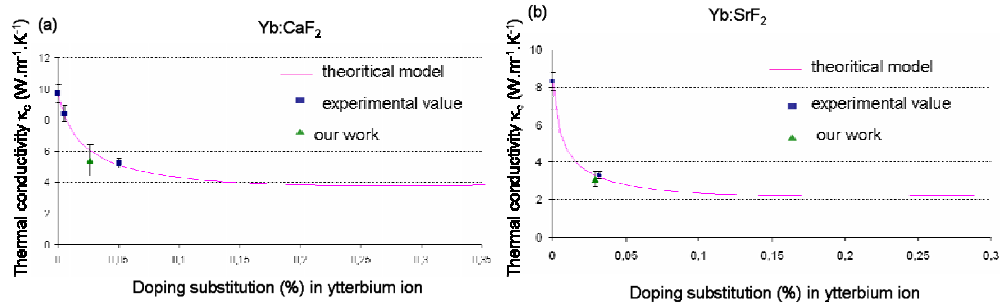 (a)
Yb:CaF2
Thermal conductivity κc (W.m-1.K-1)
14
12
10
8
6
4
2
0
theoritical model
experimental value
our work
0
0,05
0,1
0,15
0,2
0,25
0,3
0,35
Doping substitution (%) in ytterbium ion
(b)
Yb:SrF2
Thermal conductivity κc (W.m-1.K-1)
10
8
6
4
2
0
theoritical model
experimental value
our work
0
0,05
0,1
0,15
0,2
0,25
0,3
Doping substitution (%) in ytterbium ion